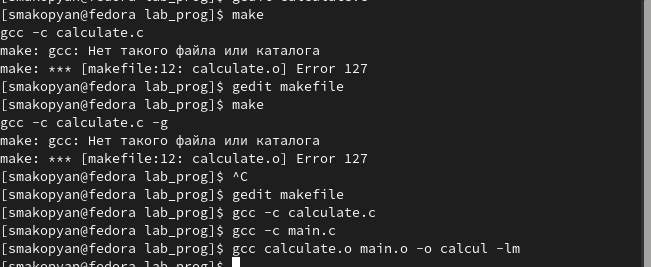 [smakopyan@fedora lab_prog]$ make
gcc -c calculate.c
make: gcc: Нет такого файла или каталога
make: *** [makefile:12: calculate.o] Error 127
[smakopyan@fedora lab_prog]$ gedit makefile
[smakopyan@fedora lab_prog]$ make
gcc -c calculate.c -g
make: gcc: Нет такого файла или каталога
make: *** [makefile:12: calculate.o] Error 127
[smakopyan@fedora lab_prog]$ ^C
[smakopyan@fedora lab_prog]$ gedit makefile
[smakopyan@fedora lab_prog]$ gcc -c calculate.c
[smakopyan@fedora lab_prog]$ gcc -c main.c
[smakopyan@fedora lab_prog]$ gcc calculate.o main.o -o calcul -lm
[smakopyan@fedora lab_prog]$